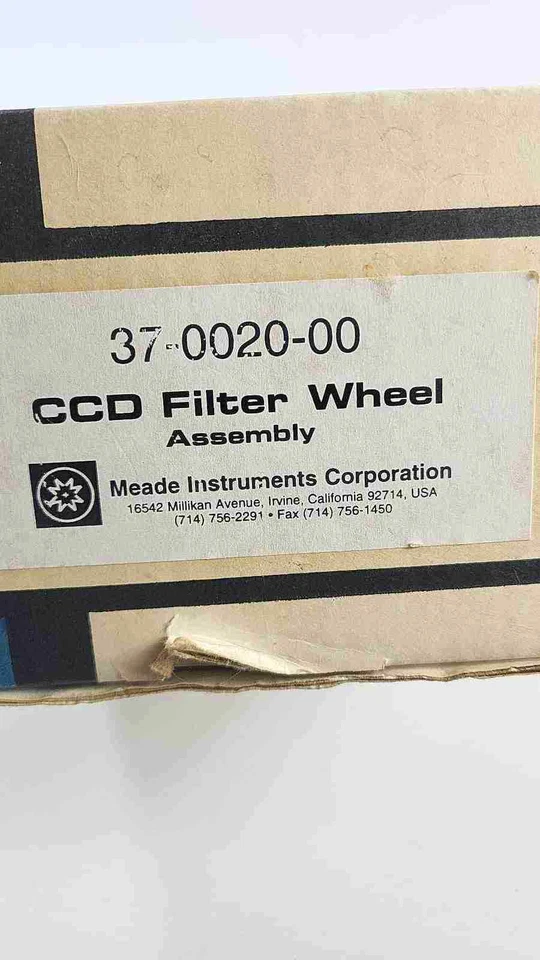 37-0020-00
CCD Filter Wheel
Assembly
Meade Instruments Corporation
16542 Millikan Avenue, Irvine, California 92714, USA
(714) 756-2291 • Fax (714) 756-1450